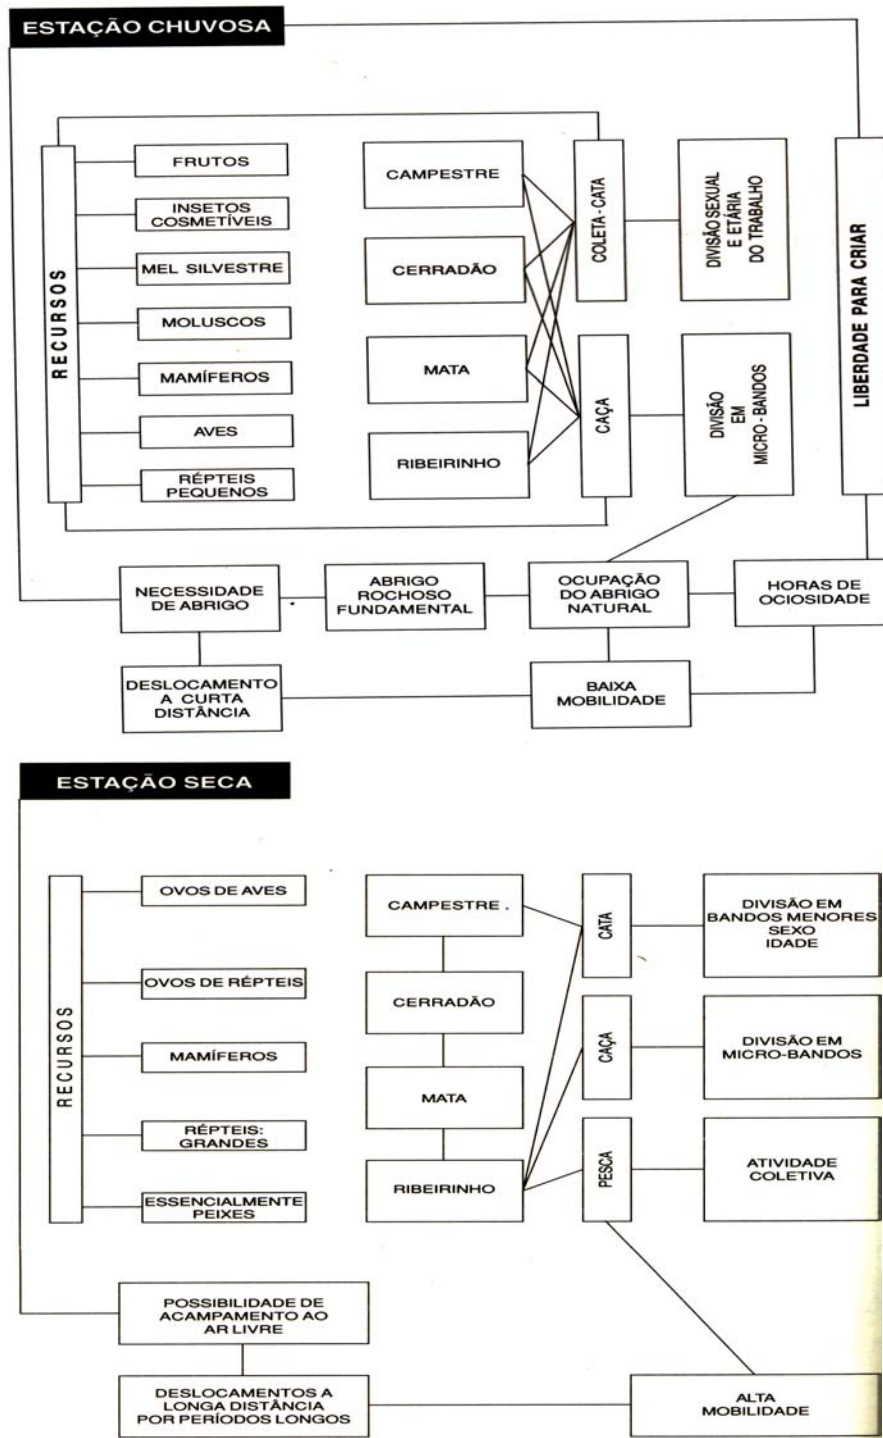 ESTAÇÃO CHUVOSA
RECURSOS
FRUTOS
INSETOS
COSMETÍVEIS
MEL SILVESTRE
MOLUSCOS
MAMÍFEROS
AVES
RÉPTEIS
PEQUENOS
CAMPESTRE
CERRADÃO
MATA
RIBEIRINHO
COLETA - CATA
CAÇA
DIVISÃO SEXUAL
E ETÁRIA
DO TRABALHO
DIVISÃO
EM
MICRO - BANDOS
LIBERDADE PARA CRIAR
NECESSIDADE
DE ABRIGO
ABRIGO
ROCHOSO
FUNDAMENTAL
OCUPAÇÃO
DO ABRIGO
NATURAL
HORAS DE
OCIOSIDADE
DESLOCAMENTO
A CURTA
DISTÂNCIA
BAIXA
MOBILIDADE
ESTAÇÃO SECA
RECURSOS
OVOS DE AVES
OVOS DE RÉPTEIS
MAMÍFEROS
RÉPTEIS:
GRANDES
ESSENCIALMENTE
PEIXES
CAMPESTRE .
CERRADÃO
MATA
RIBEIRINHO
CATA
CAÇA
PESCA
DIVISÃO EM
BANDOS MENORES
SEXO
IDADE
DIVISÃO EM
MICRO-BANDOS
ATIVIDADE
COLETIVA
POSSIBILIDADE DE
ACAMPAMENTO AO
AR LIVRE
DESLOCAMENTOS A
LONGA DISTÂNCIA
POR PERÍODOS LONGOS
ALTA
MOBILIDADE